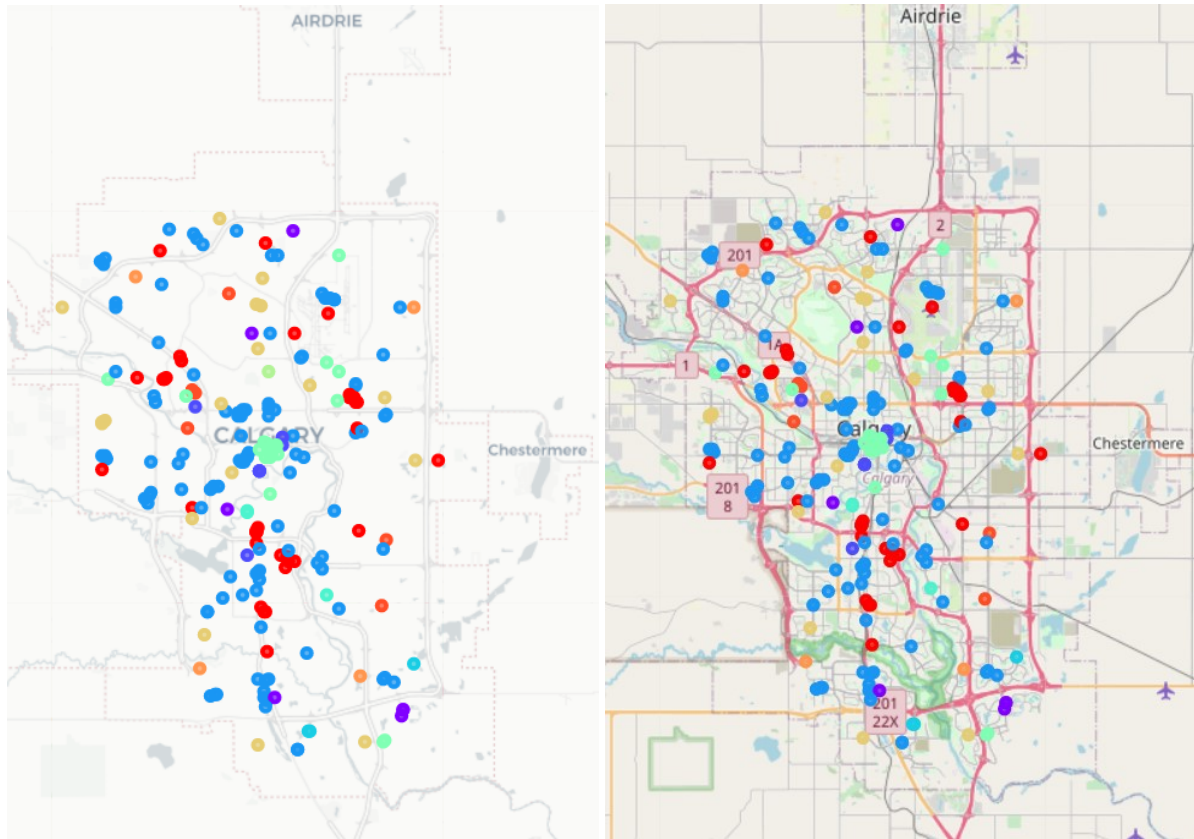 AIRDRIE
CALGARY
Chestermere
Airdrie
2
201
1A
1
Calgary
Chestermere
Calgary
201
8
201
22X